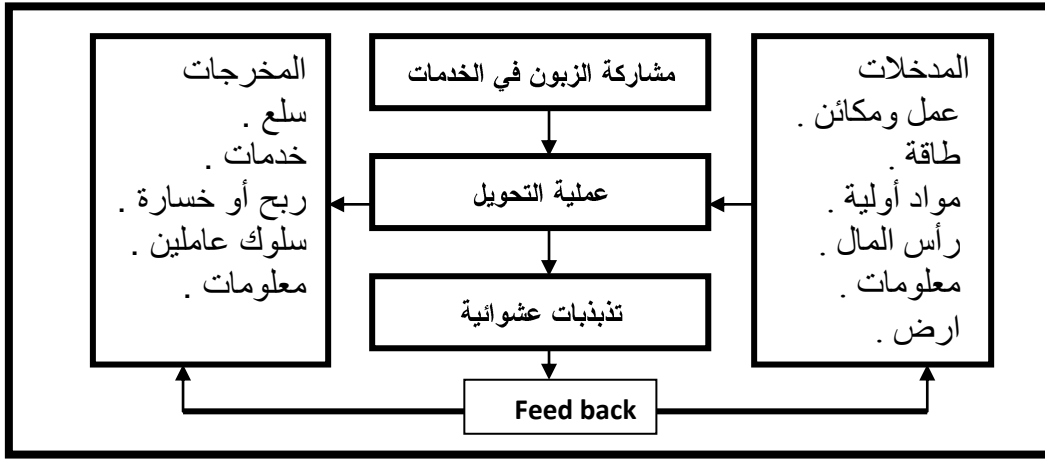 المدخلات
عمل ومكائن .
طاقة .
مواد أولية .
رأس المال .
معلومات .
ارض .
مشاركة الزبون في الخدمات
عملية التحويل
تذبذبات عشوائية
Feed back
المخرجات
سلع .
خدمات .
ربح أو خسارة .
سلوك عاملين .
معلومات .